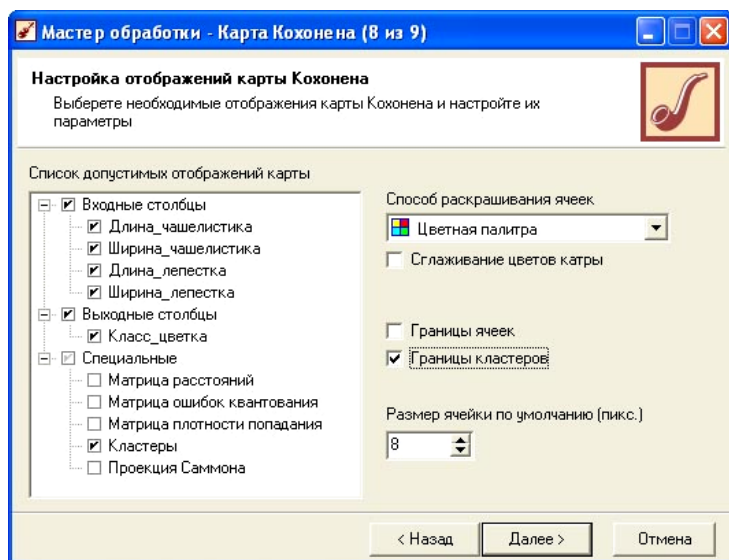 Мастер обработки - Карта Кохонена (8 из 9)
Настройка отображений карты Кохонена
Выберете необходимые отображения карты Кохонена и настройте их
параметры
Список допустимых отображений карты
Входные столбцы
Длина_чашелистика
Ширина_чашелистика
Длина_лепестка
Ширина_лепестка
Выходные столбцы
Класс_цветка
Специальные
Матрица расстояний
Матрица ошибок квантования
Матрица плотности попадания
Кластеры
Проекция Саммона
Способ раскрашивания ячеек
Цветная палитра
Сглаживание цветов катры
Границы ячеек
Границы кластеров
Размер ячейки по умолчанию (пикс.)
8
< Назад
Далее >
Отмена